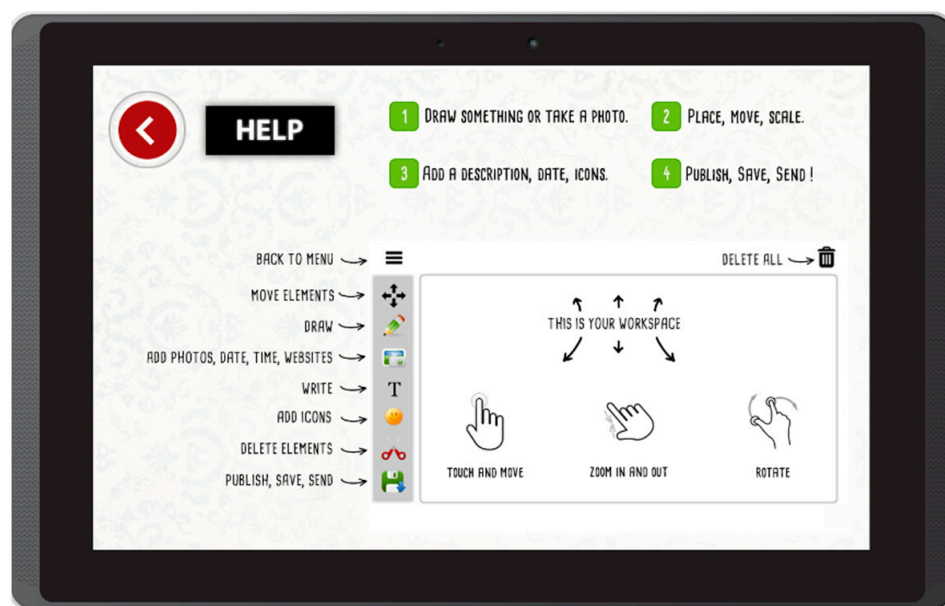 HELP
1 DRAW SOMETHING OR TAKE A PHOTO.
2 PLACE, MOVE, SCALE.
3 ADD A DESCRIPTION, DATE, ICONS.
4 PUBLISH, SAVE, SEND !
BACK TO MENU
DELETE ALL
MOVE ELEMENTS
DRAW
ADD PHOTOS, DATE, TIME, WEBSITES
WRITE
T
ADD ICONS
DELETE ELEMENTS
PUBLISH, SAVE, SEND
THIS IS YOUR WORKSPACE
TOUCH AND MOVE
ZOOM IN AND OUT
ROTATE